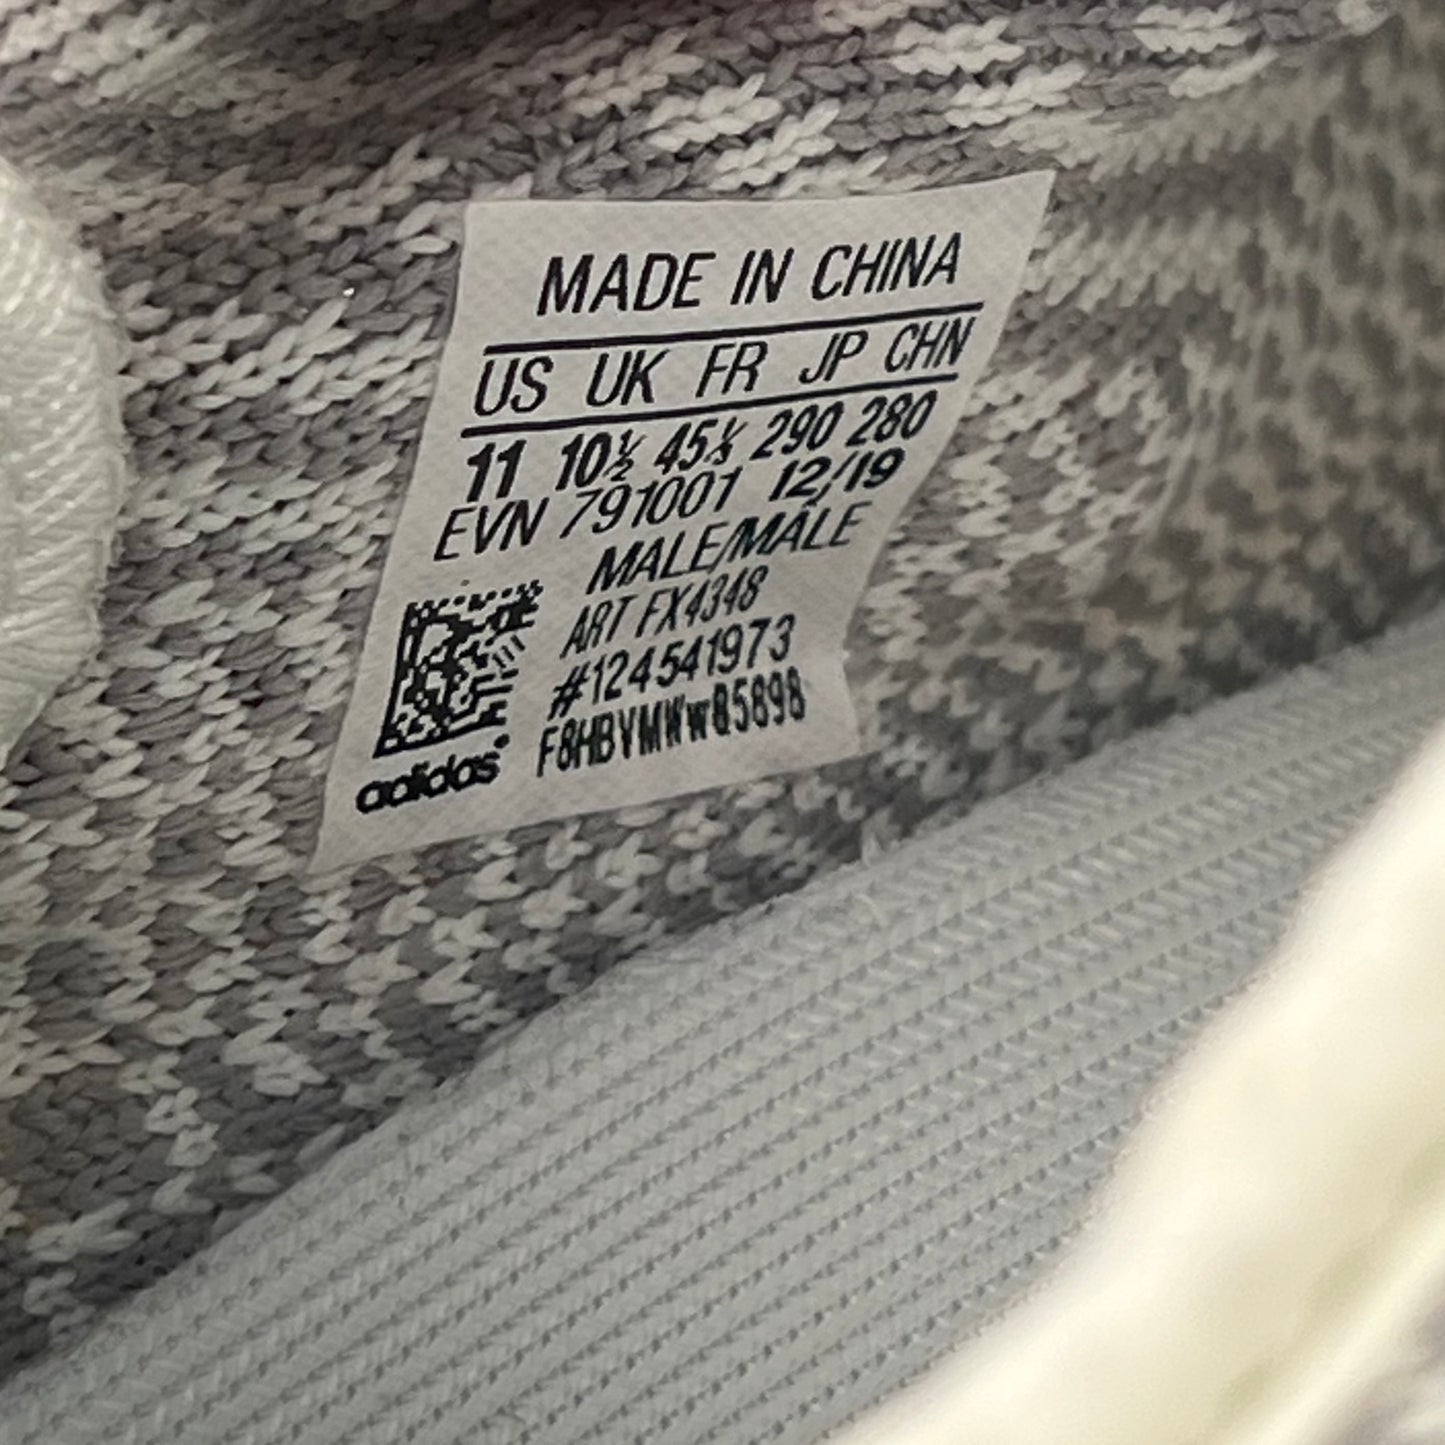 MADE IN CHINA
US UK FR JP CHN
11 10½ 45⅓ 290 280
EVN 791001 12/19
MALE/MÂLE
ART FX4348
#124541973
F8HBVMWw85898
adidas®